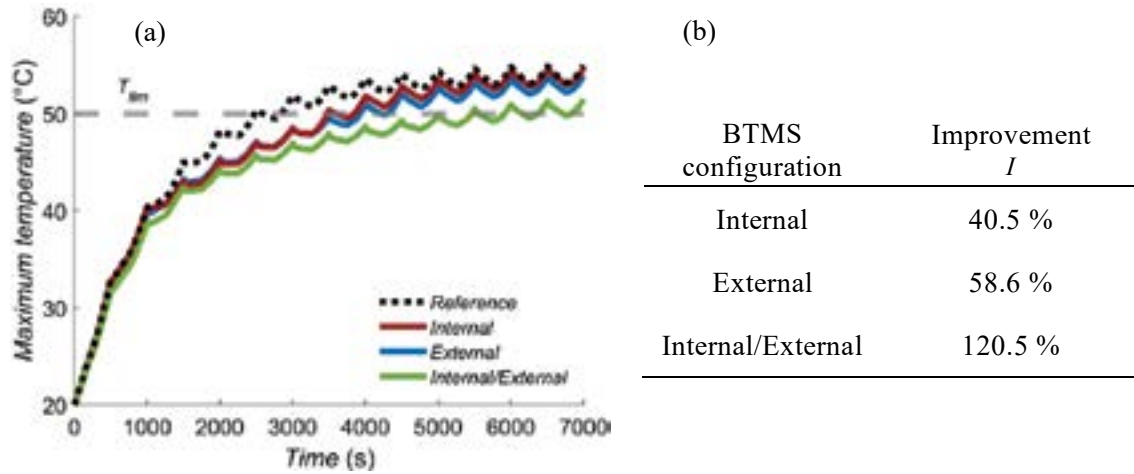 (a)
(b)
60
50
40
30
20
Maximum temperature (°C)
T_lim
Reference
Internal
External
Internal/External
0 1000 2000 3000 4000 5000 6000 7000
Time (s)
BTMS configuration Improvement I
Internal 40.5 %
External 58.6 %
Internal/External 120.5 %